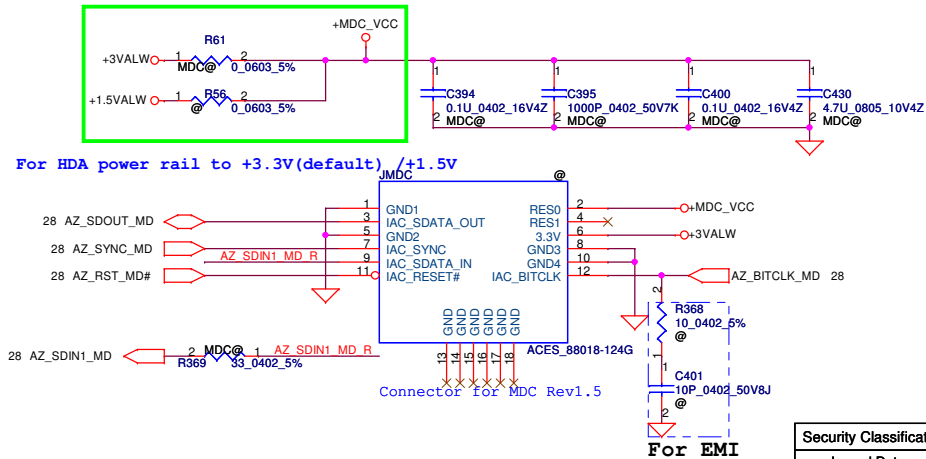 +MDC_VCC
R61
+3VALW 1 2
MDC@ 0_0603_5%
+1.5VALW 1 R56 2
@ 0_0603_5%
1 1 1 1
C394 C395 C400 C430
0.1U_0402_16V4Z 1000P_0402_50V7K 0.1U_0402_16V4Z 4.7U_0805_10V4Z
2 MDC@ 2 MDC@ 2 MDC@ 2 MDC@
For HDA power rail to +3.3V(default) /+1.5V
JMDC @
1 GND1 RES0 2 +MDC_VCC
28 AZ_SDOUT_MD 3 IAC_SDATA_OUT RES1 4
5 GND2 3.3V 6 +3VALW
28 AZ_SYNC_MD 7 IAC_SYNC GND3 8
AZ_SDIN1_MD_R 9 IAC_SDATA_IN GND4 10
28 AZ_RST_MD# 11 IAC_RESET# IAC_BITCLK 12 AZ_BITCLK_MD 28
GND GND GND GND GND GND
13 14 15 16 17 18
ACES_88018-124G
Connector for MDC Rev1.5
28 AZ_SDIN1_MD 2 MDC@ 1 AZ_SDIN1_MD_R
R369 33_0402_5%
2
R368
10_0402_5%
@
1
1
C401
10P_0402_50V8J
@
2
For EMI
Security Classificat